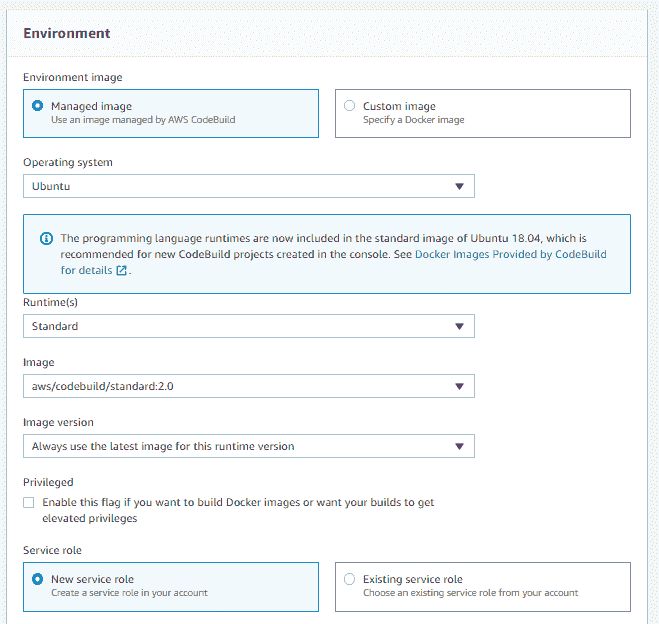 Environment
Environment image
Managed image
Use an image managed by AWS CodeBuild
Custom image
Specify a Docker image
Operating system
Ubuntu
The programming language runtimes are now included in the standard image of Ubuntu 18.04, which is
recommended for new CodeBuild projects created in the console. See Docker Images Provided by CodeBuild
for details.
Runtime(s)
Standard
Image
aws/codebuild/standard:2.0
Image version
Always use the latest image for this runtime version
Privileged
Enable this flag if you want to build Docker images or want your builds to get
elevated privileges
Service role
New service role
Create a service role in your account
Existing service role
Choose an existing service role from your account